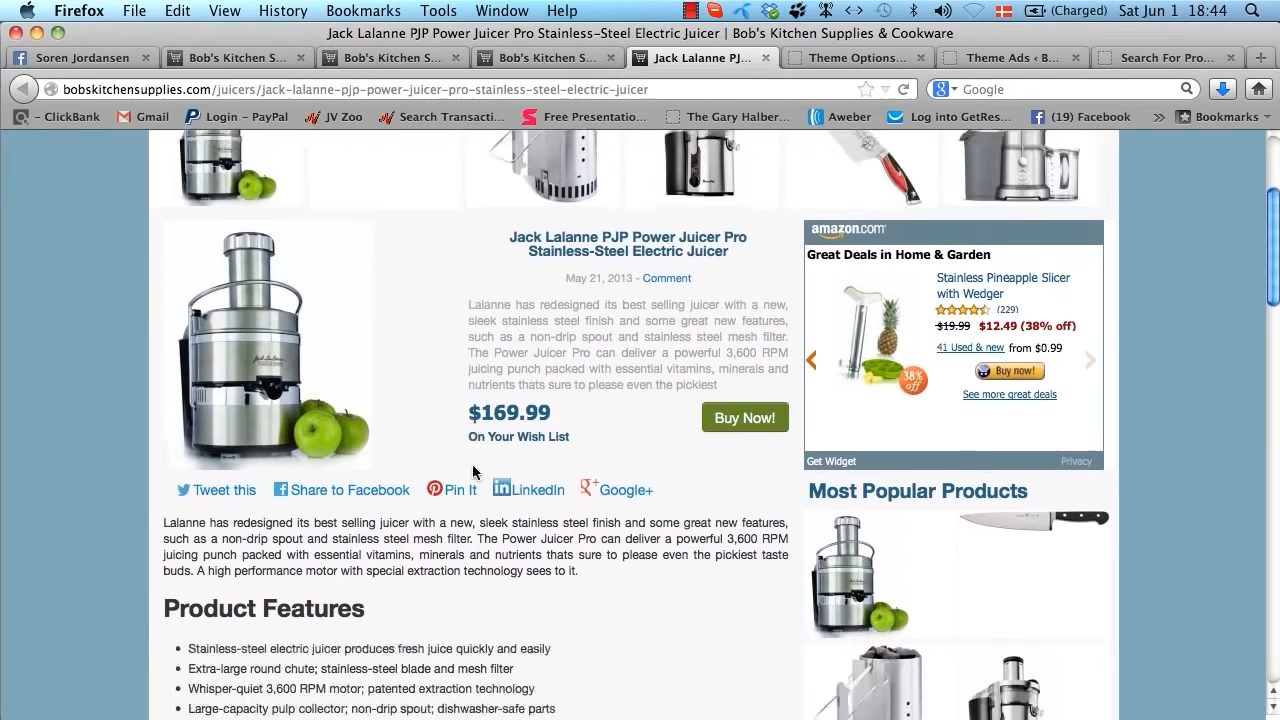 Firefox File Edit View History Bookmarks Tools Window Help (Charged) Sat Jun 1 18:44
Jack Lalanne PJP Power Juicer Pro Stainless-Steel Electric Juicer | Bob's Kitchen Supplies & Cookware
Soren Jordansen Bob's Kitchen S... Bob's Kitchen S... Bob's Kitchen S... Jack Lalanne PJ... Theme Options... Theme Ads ‹ B... Search For Pro...
bobskitchensupplies.com/juices/jack-lalanne-pjp-power-juicer-pro-stainless-steel-electric-juicer Google
- ClickBank Gmail Login - PayPal JV Zoo Search Transacti... Free Presentatio... The Gary Halber... Aweber Log into GetRes... (19) Facebook » Bookmarks
Jack Lalanne PJP Power Juicer Pro
Stainless-Steel Electric Juicer
May 21, 2013 - Comment
Lalanne has redesigned its best selling juicer with a new,
sleek stainless steel finish and some great new features,
such as a non-drip spout and stainless steel mesh filter.
The Power Juicer Pro can deliver a powerful 3,600 RPM
juicing punch packed with essential vitamins, minerals and
nutrients thats sure to please even the pickiest
$169.99
Buy Now!
On Your Wish List
Tweet this Share to Facebook Pin It LinkedIn Google+
Lalanne has redesigned its best selling juicer with a new, sleek stainless steel finish and some great new features,
such as a non-drip spout and stainless steel mesh filter. The Power Juicer Pro can deliver a powerful 3,600 RPM
juicing punch packed with essential vitamins, minerals and nutrients thats sure to please even the pickiest taste
buds. A high performance motor with special extraction technology sees to it.
Product Features
Stainless-steel electric juicer produces fresh juice quickly and easily
Extra-large round chute; stainless-steel blade and mesh filter
Whisper-quiet 3,600 RPM motor; patented extraction technology
Large-capacity pulp collector; non-drip spout; dishwasher-safe parts
amazon.com
Great Deals in Home & Garden
Stainless Pineapple Slicer
with Wedger
(229)
$19.99 $12.49 (38% off)
41 Used & new from $0.99
38%
off
Buy now!
See more great deals
Get Widget Privacy
Most Popular Products